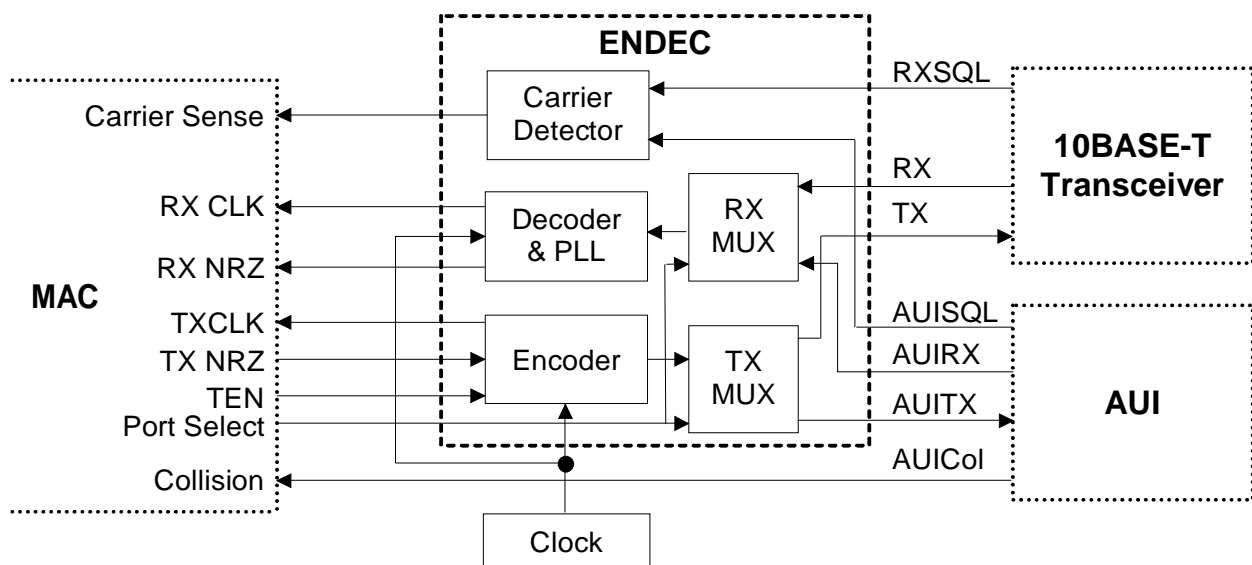 ENDEC
RXSQL
Carrier Sense
Carrier
Detector
10BASE-T
Transceiver
RX
RX CLK
Decoder
& PLL
RX
MUX
TX
RX NRZ
MAC
TXCLK
AUISQL
TX NRZ
Encoder
TX
MUX
AUIRX
TEN
AUITX
AUI
Port Select
AUICol
Collision
Clock